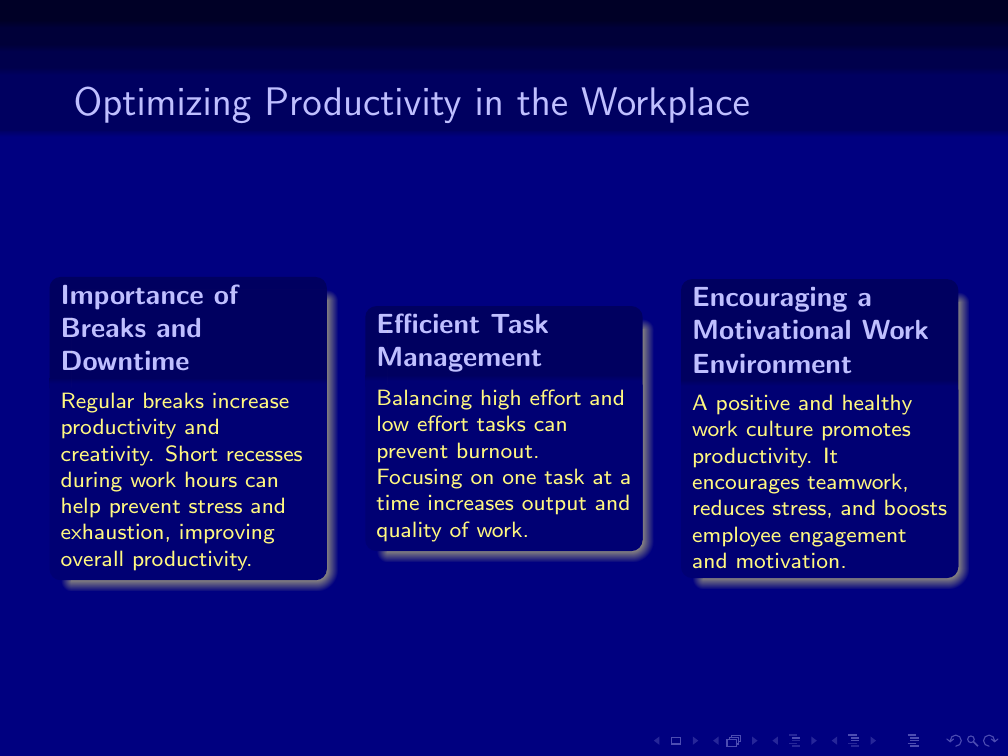 Optimizing Productivity in the Workplace
Importance of
Breaks and
Downtime
Regular breaks increase
productivity and
creativity. Short recesses
during work hours can
help prevent stress and
exhaustion, improving
overall productivity.
Efficient Task
Management
Balancing high effort and
low effort tasks can
prevent burnout.
Focusing on one task at a
time increases output and
quality of work.
Encouraging a
Motivational Work
Environment
A positive and healthy
work culture promotes
productivity. It
encourages teamwork,
reduces stress, and boosts
employee engagement
and motivation.